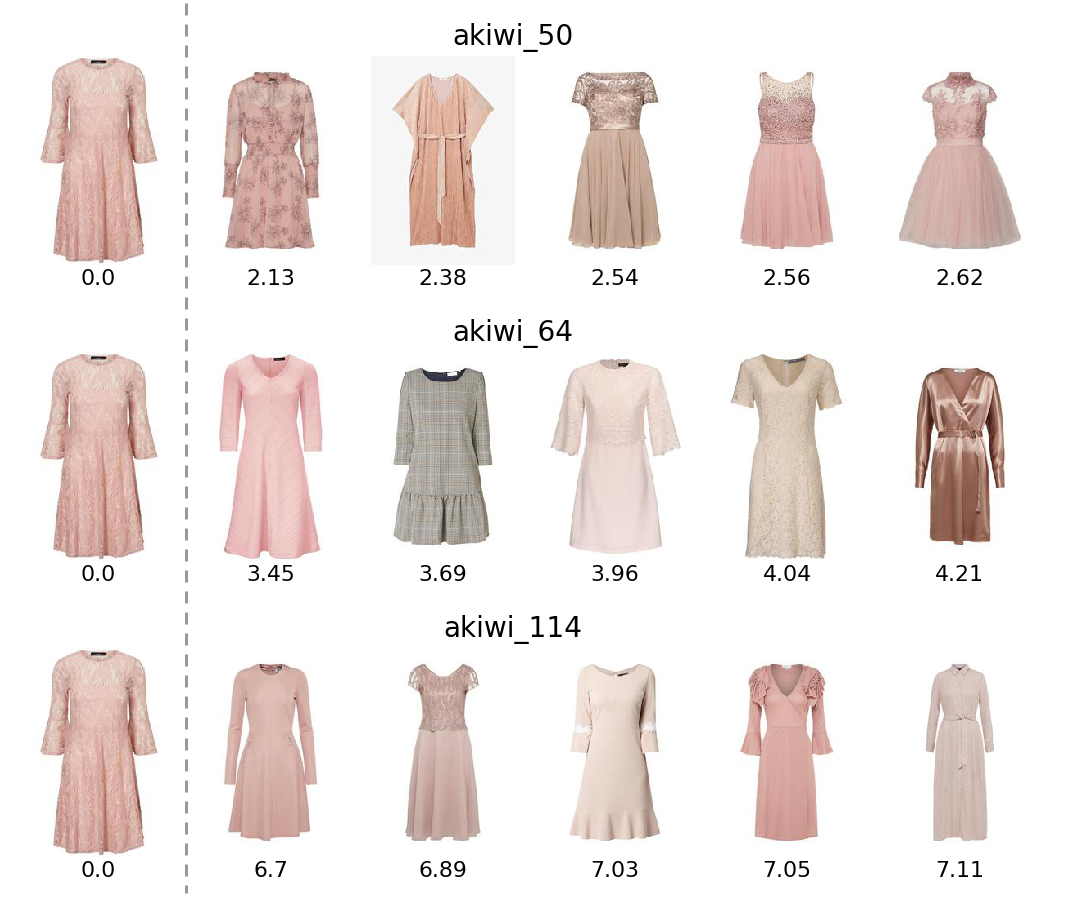 akiwi_50
0.0 2.13 2.38 2.54 2.56 2.62
akiwi_64
0.0 3.45 3.69 3.96 4.04 4.21
akiwi_114
0.0 6.7 6.89 7.03 7.05 7.11